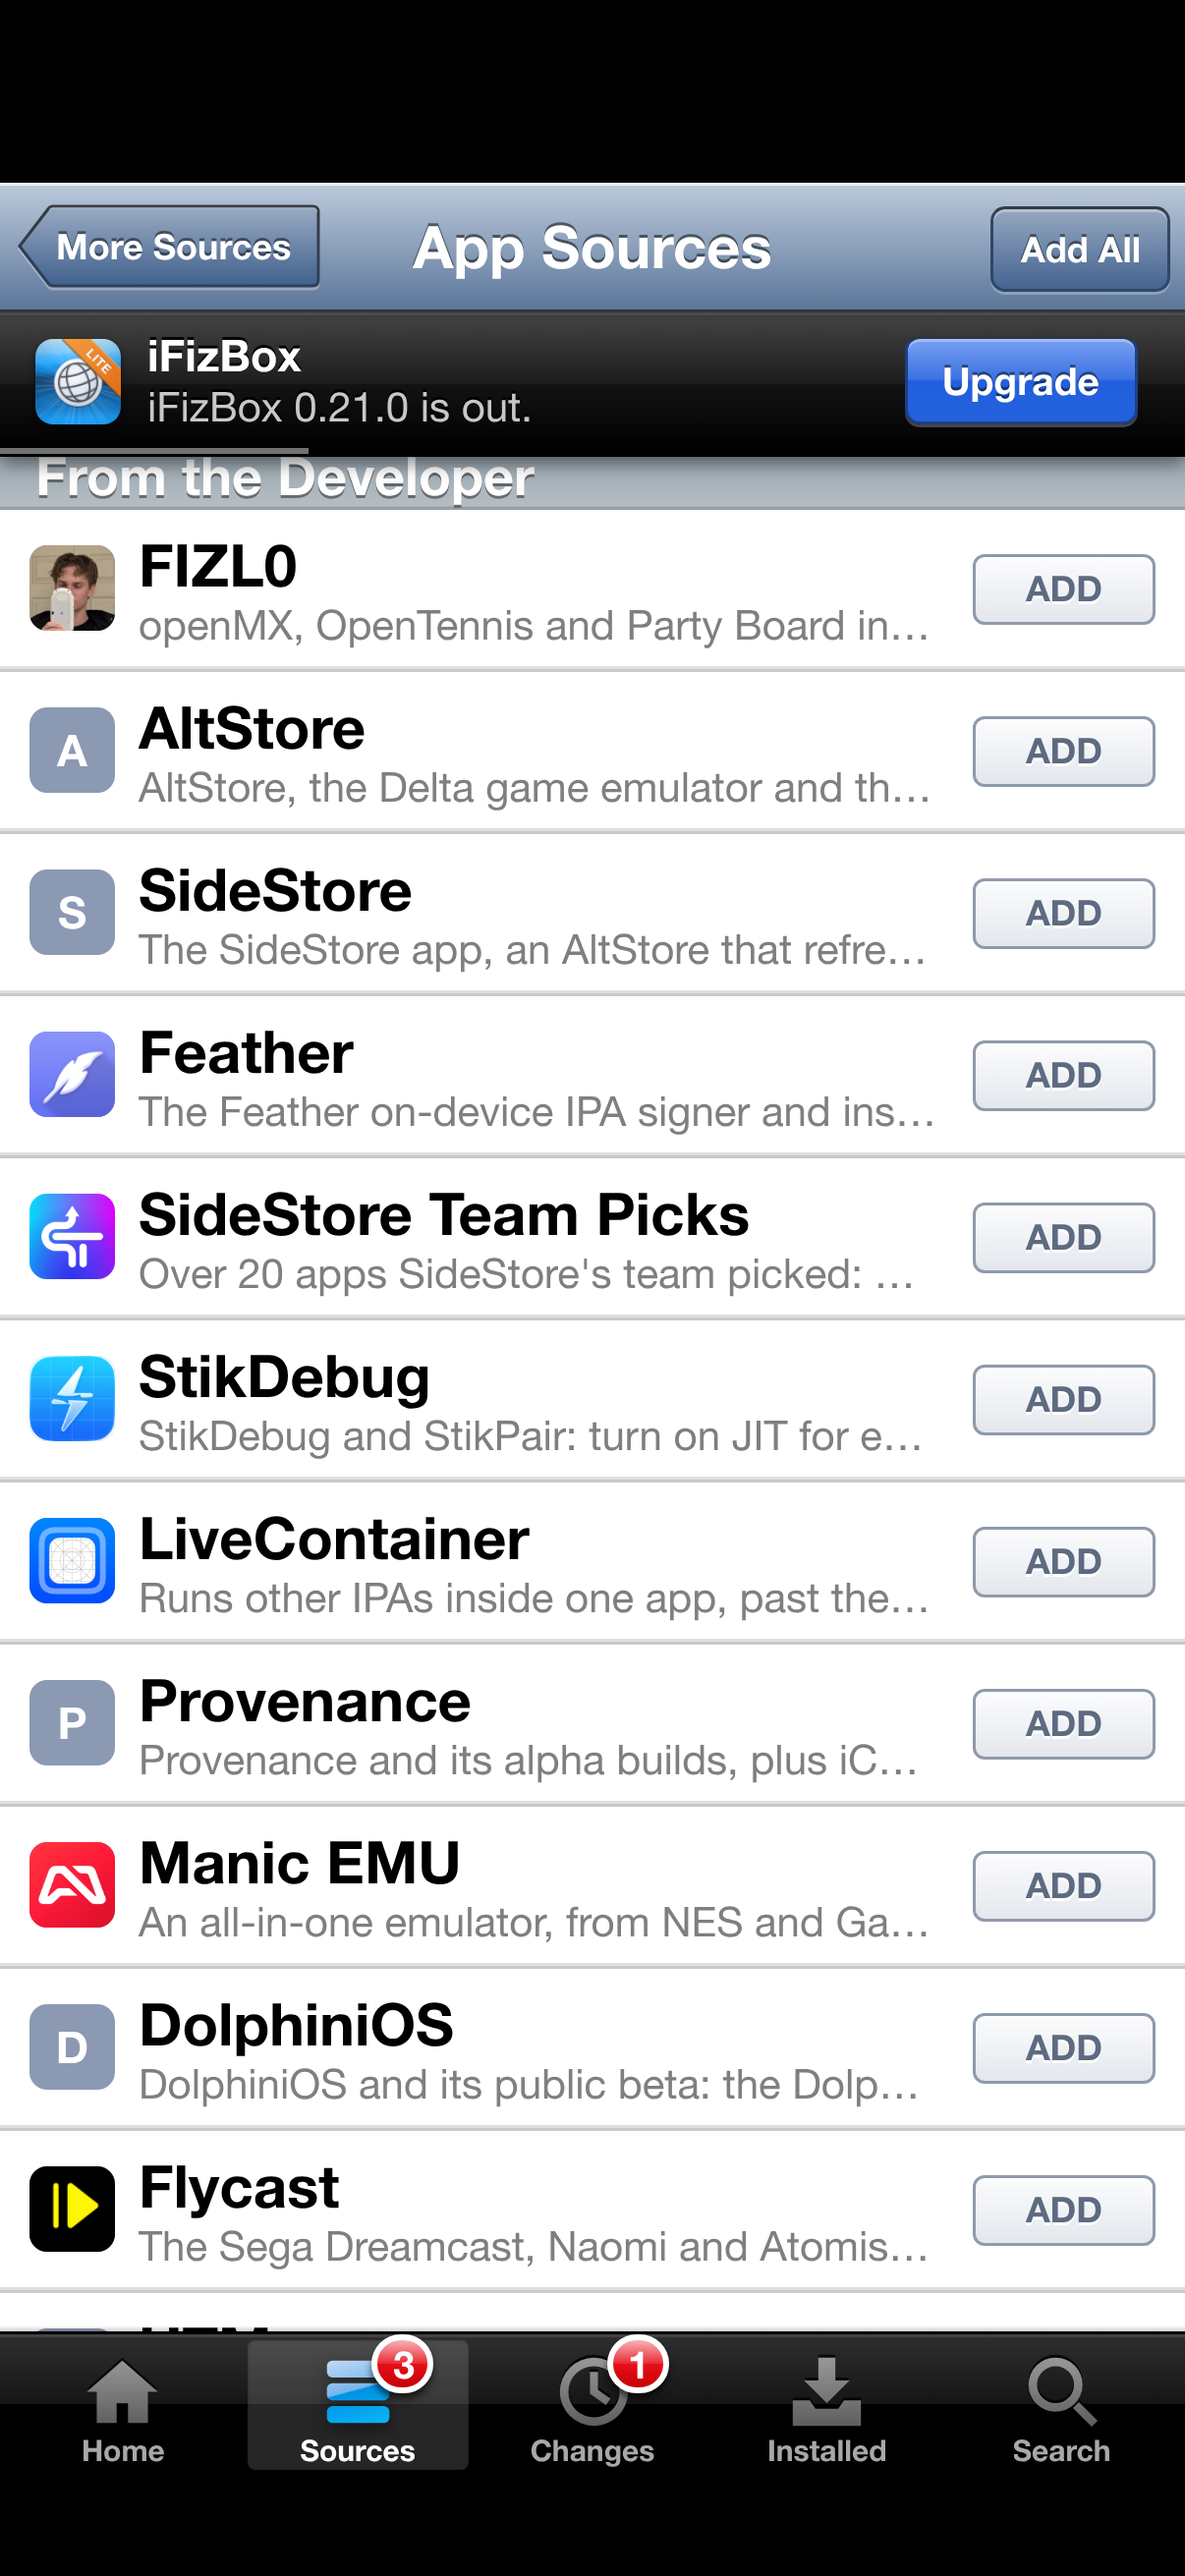 More Sources
App Sources
Add All
LITE
iFizBox
iFizBox 0.21.0 is out.
Upgrade
From the Developer
FIZL0
openMX, OpenTennis and Party Board in...
ADD
A
AltStore
AltStore, the Delta game emulator and th...
ADD
S
SideStore
The SideStore app, an AltStore that refre...
ADD
Feather
The Feather on-device IPA signer and ins...
ADD
SideStore Team Picks
Over 20 apps SideStore's team picked: ...
ADD
StikDebug
StikDebug and StikPair: turn on JIT for e...
ADD
LiveContainer
Runs other IPAs inside one app, past the...
ADD
P
Provenance
Provenance and its alpha builds, plus iC...
ADD
Manic EMU
An all-in-one emulator, from NES and Ga...
ADD
D
DolphiniOS
DolphiniOS and its public beta: the Dolp...
ADD
Flycast
The Sega Dreamcast, Naomi and Atomis...
ADD
3
1
Home
Sources
Changes
Installed
Search